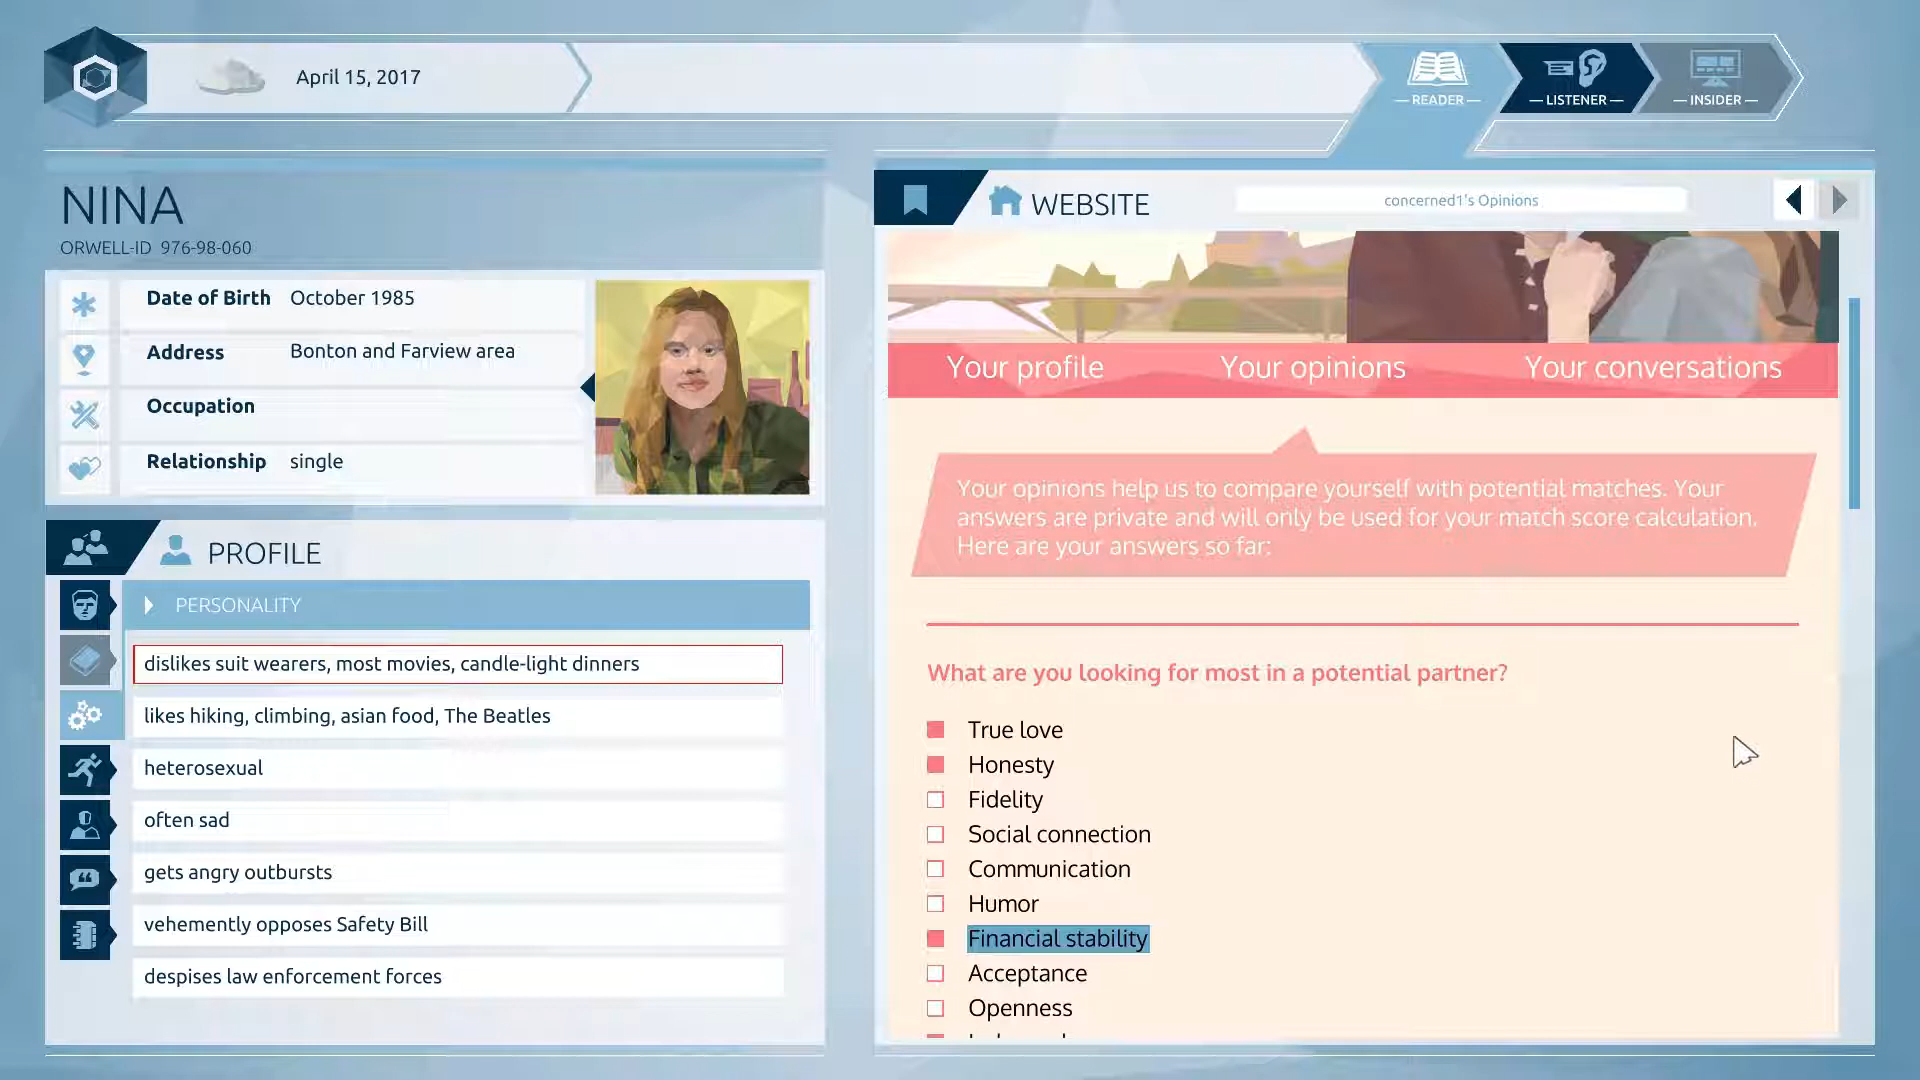 April 15, 2017
— READER —
— LISTENER —
— INSIDER —
NINA
ORWELL-ID 976-98-060
Date of Birth October 1985
Address Bonton and Farview area
Occupation
Relationship single
PROFILE
PERSONALITY
dislikes suit wearers, most movies, candle-light dinners
likes hiking, climbing, asian food, The Beatles
heterosexual
often sad
gets angry outbursts
vehemently opposes Safety Bill
despises law enforcement forces
WEBSITE
concerned1's Opinions
Your profile
Your opinions
Your conversations
Your opinions help us to compare yourself with potential matches. Your
answers are private and will only be used for your match score calculation.
Here are your answers so far:
What are you looking for most in a potential partner?
True love
Honesty
Fidelity
Social connection
Communication
Humor
Financial stability
Acceptance
Openness